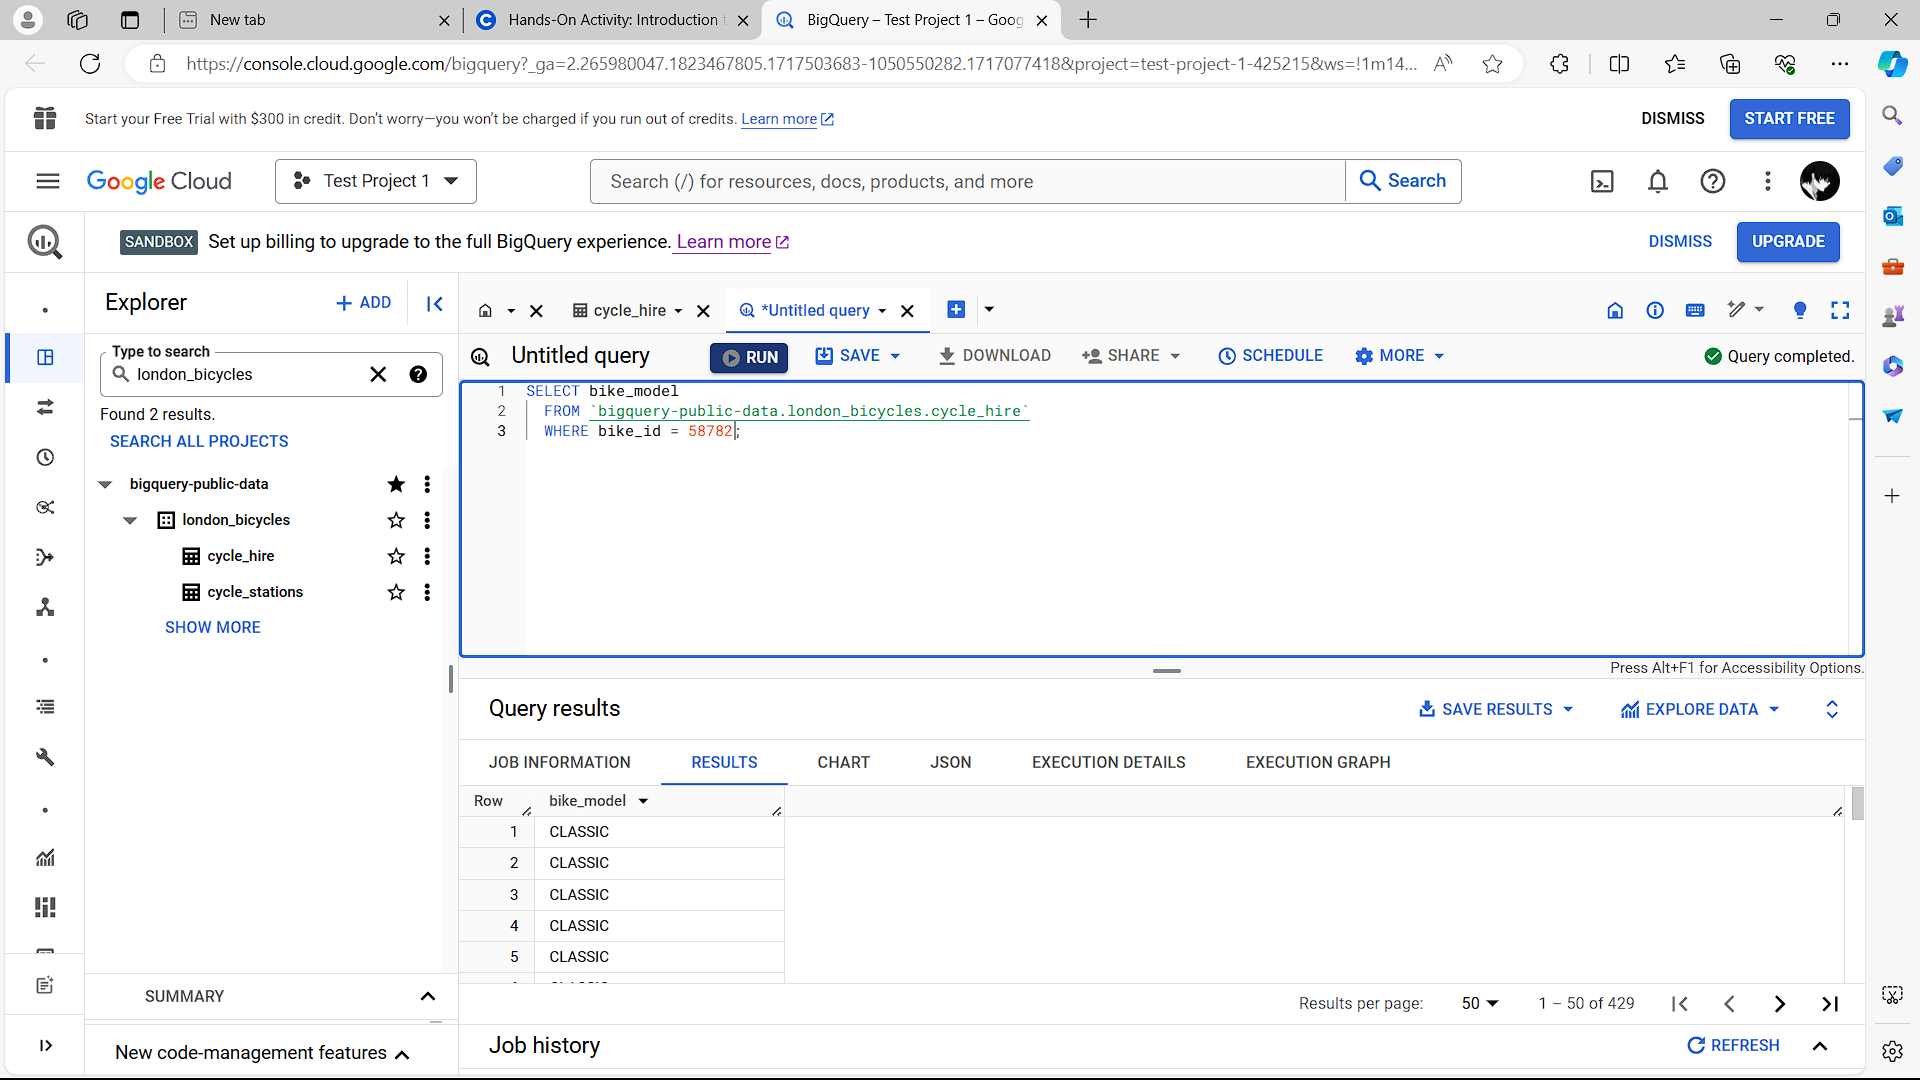 New tab
Hands-On Activity: Introduction t
BigQuery – Test Project 1 – Goog
https://console.cloud.google.com/bigquery?_ga=2.265980047.1823467805.1717503683-1050550282.1717077418&project=test-project-1-425215&ws=!1m14...
Start your Free Trial with $300 in credit. Don't worry—you won't be charged if you run out of credits. Learn more
DISMISS
START FREE
Google Cloud
Test Project 1
Search (/) for resources, docs, products, and more
Search
SANDBOX Set up billing to upgrade to the full BigQuery experience. Learn more
DISMISS
UPGRADE
Explorer
+ ADD
Type to search
london_bicycles
Found 2 results.
SEARCH ALL PROJECTS
bigquery-public-data
london_bicycles
cycle_hire
cycle_stations
SHOW MORE
SUMMARY
New code-management features
cycle_hire
*Untitled query
Untitled query
RUN
SAVE
DOWNLOAD
SHARE
SCHEDULE
MORE
Query completed.
1 SELECT bike_model
2 FROM `bigquery-public-data.london_bicycles.cycle_hire`
3 WHERE bike_id = 58782;
Press Alt+F1 for Accessibility Options.
Query results
SAVE RESULTS
EXPLORE DATA
JOB INFORMATION
RESULTS
CHART
JSON
EXECUTION DETAILS
EXECUTION GRAPH
Row bike_model
1 CLASSIC
2 CLASSIC
3 CLASSIC
4 CLASSIC
5 CLASSIC
Results per page: 50 1 – 50 of 429
Job history
REFRESH